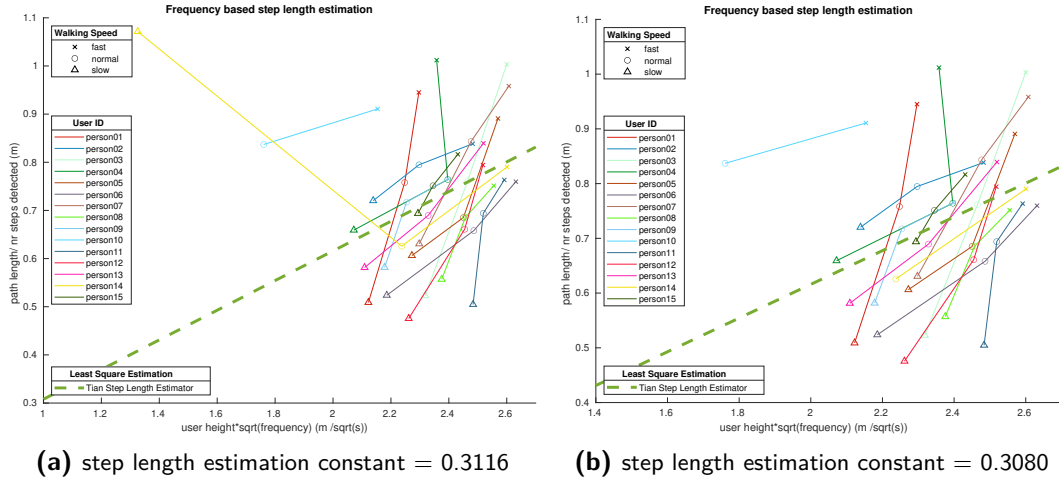 Frequency based step length estimation
1.1
1
0.9
0.8
0.7
0.6
0.5
0.4
0.3
path length/ nr steps detected (m)
Walking Speed
fast
normal
slow
User ID
person01
person02
person03
person04
person05
person06
person07
person08
person09
person10
person11
person12
person13
person14
person15
Least Square Estimation
Tian Step Length Estimator
1 1.2 1.4 1.6 1.8 2 2.2 2.4 2.6
user height*sqrt(frequency) (m /sqrt(s))
(a) step length estimation constant = 0.3116
Frequency based step length estimation
1.1
1
0.9
0.8
0.7
0.6
0.5
0.4
path length/ nr steps detected (m)
Walking Speed
fast
normal
slow
User ID
person01
person02
person03
person04
person05
person06
person07
person08
person09
person10
person11
person12
person13
person14
person15
Least Square Estimation
Tian Step Length Estimator
1.4 1.6 1.8 2 2.2 2.4 2.6
user height*sqrt(frequency) (m /sqrt(s))
(b) step length estimation constant = 0.3080